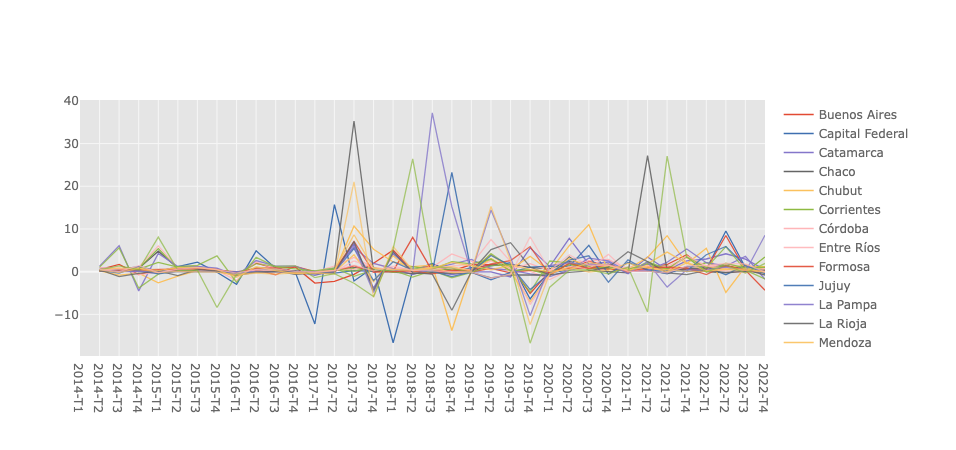 40
30
20
10
0
−10
2014-T1
2014-T2
2014-T3
2014-T4
2015-T1
2015-T2
2015-T3
2015-T4
2016-T1
2016-T2
2016-T3
2016-T4
2017-T1
2017-T2
2017-T3
2017-T4
2018-T1
2018-T2
2018-T3
2018-T4
2019-T1
2019-T2
2019-T3
2019-T4
2020-T1
2020-T2
2020-T3
2020-T4
2021-T1
2021-T2
2021-T3
2021-T4
2022-T1
2022-T2
2022-T3
2022-T4
Buenos Aires
Capital Federal
Catamarca
Chaco
Chubut
Corrientes
Córdoba
Entre Ríos
Formosa
Jujuy
La Pampa
La Rioja
Mendoza